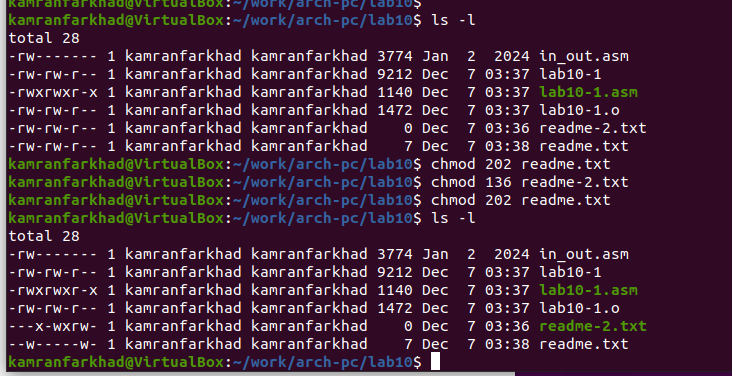 kamranfarkhad@VirtualBox:~/work/arch-pc/lab10$
kamranfarkhad@VirtualBox:~/work/arch-pc/lab10$ ls -l
total 28
-rw------- 1 kamranfarkhad kamranfarkhad 3774 Jan  2  2024 in_out.asm
-rw-rw-r-- 1 kamranfarkhad kamranfarkhad 9212 Dec  7 03:37 lab10-1
-rwxrwxr-x 1 kamranfarkhad kamranfarkhad 1140 Dec  7 03:37 lab10-1.asm
-rw-rw-r-- 1 kamranfarkhad kamranfarkhad 1472 Dec  7 03:37 lab10-1.o
-rw-rw-r-- 1 kamranfarkhad kamranfarkhad    0 Dec  7 03:36 readme-2.txt
-rw-rw-r-- 1 kamranfarkhad kamranfarkhad    7 Dec  7 03:38 readme.txt
kamranfarkhad@VirtualBox:~/work/arch-pc/lab10$ chmod 202 readme.txt
kamranfarkhad@VirtualBox:~/work/arch-pc/lab10$ chmod 136 readme-2.txt
kamranfarkhad@VirtualBox:~/work/arch-pc/lab10$ chmod 202 readme.txt
kamranfarkhad@VirtualBox:~/work/arch-pc/lab10$ ls -l
total 28
-rw------- 1 kamranfarkhad kamranfarkhad 3774 Jan  2  2024 in_out.asm
-rw-rw-r-- 1 kamranfarkhad kamranfarkhad 9212 Dec  7 03:37 lab10-1
-rwxrwxr-x 1 kamranfarkhad kamranfarkhad 1140 Dec  7 03:37 lab10-1.asm
-rw-rw-r-- 1 kamranfarkhad kamranfarkhad 1472 Dec  7 03:37 lab10-1.o
---x-wxrw- 1 kamranfarkhad kamranfarkhad    0 Dec  7 03:36 readme-2.txt
--w-----w- 1 kamranfarkhad kamranfarkhad    7 Dec  7 03:38 readme.txt
kamranfarkhad@VirtualBox:~/work/arch-pc/lab10$